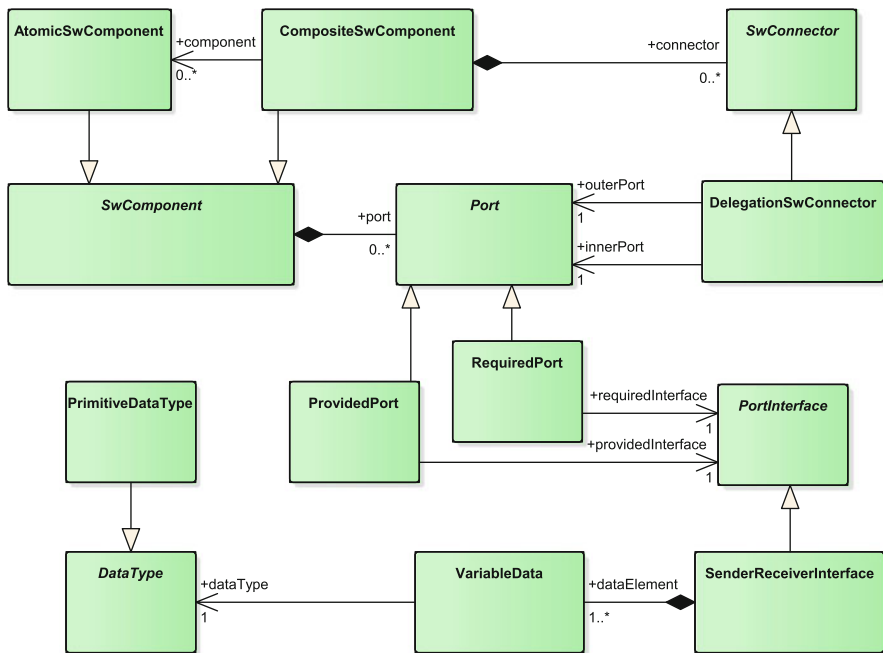 AtomicSwComponent
+component
0..*
CompositeSwComponent
+connector
0..*
SwConnector
SwComponent
+port
0..*
Port
+outerPort
1
+innerPort
1
DelegationSwConnector
PrimitiveDataType
ProvidedPort
RequiredPort
+requiredInterface
1
+providedInterface
1
PortInterface
DataType
+dataType
1
VariableData
+dataElement
1..*
SenderReceiverInterface